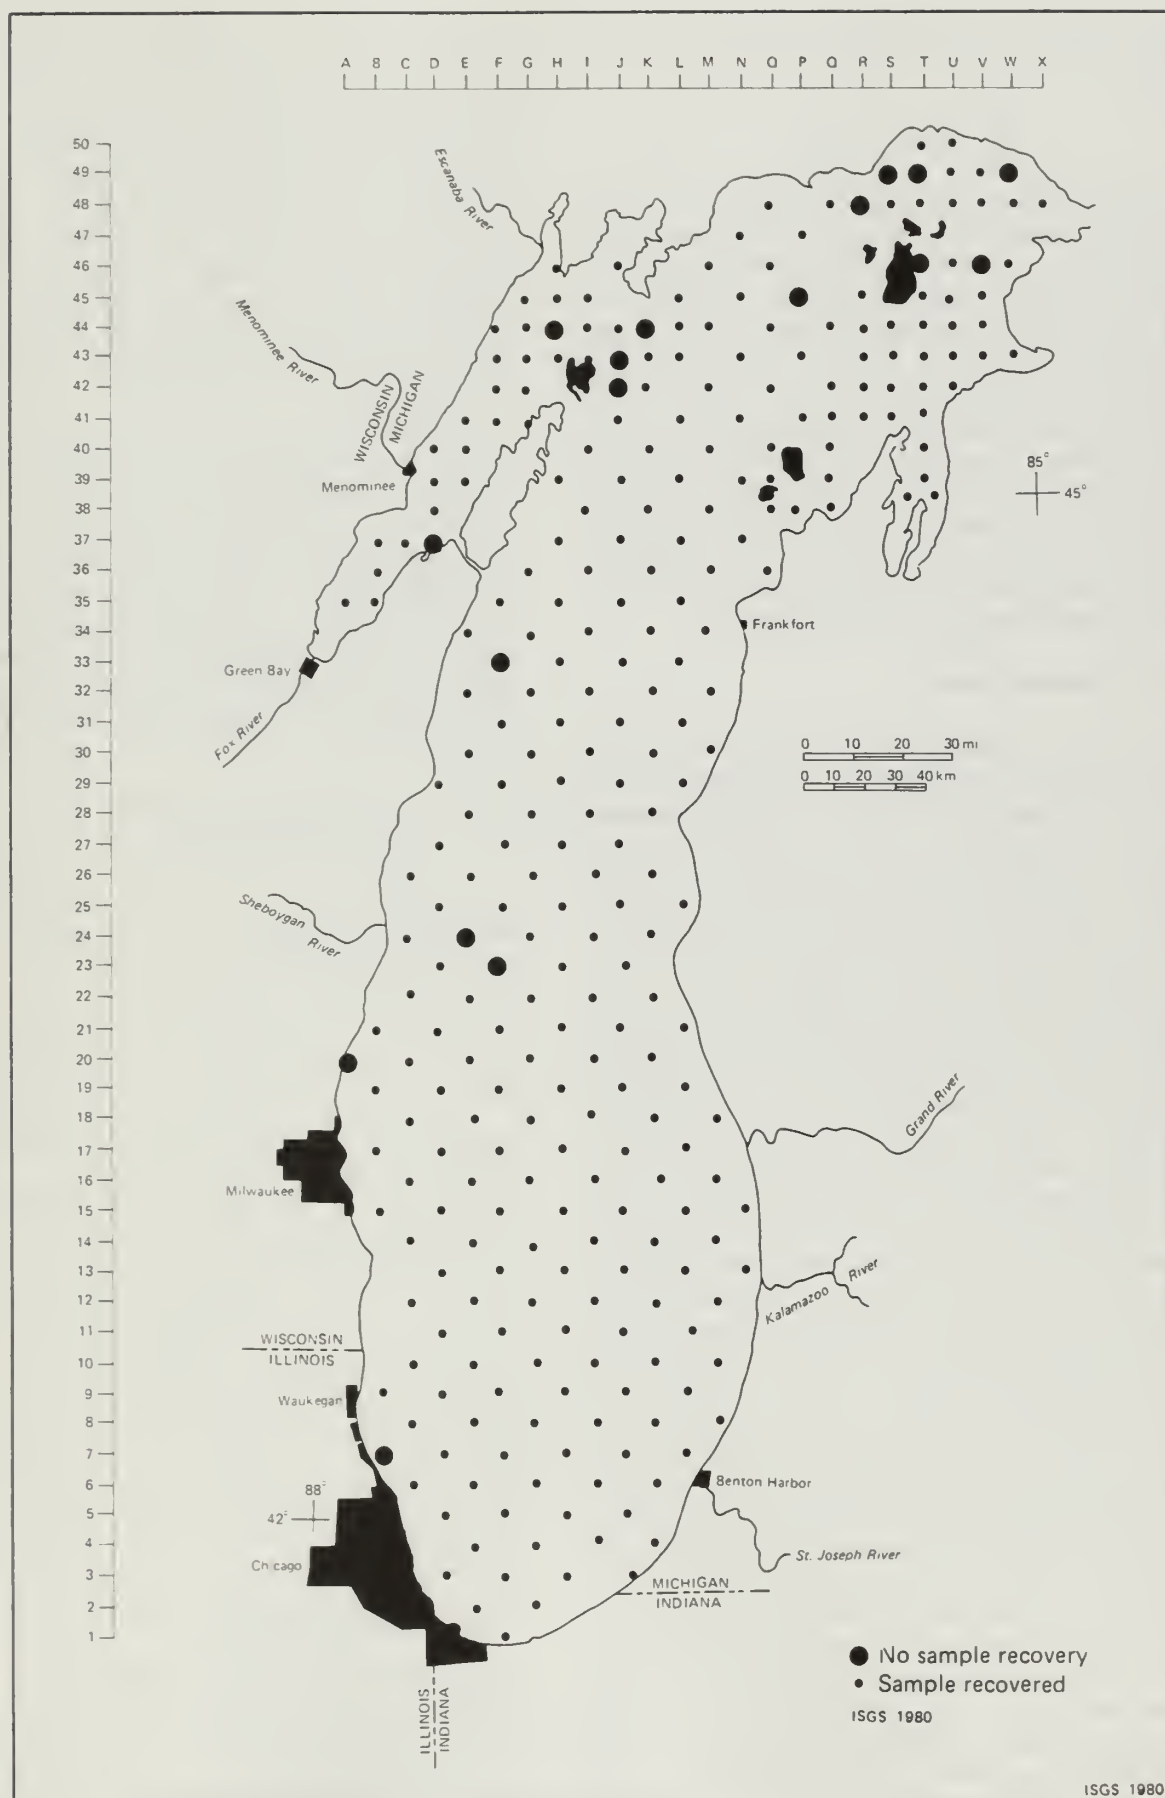 A B C D E F G H I J K L M N O P Q R S T U V W X
50
49
48
47
46
45
44
43
42
41
40
39
38
37
36
35
34
33
32
31
30
29
28
27
26
25
24
23
22
21
20
19
18
17
16
15
14
13
12
11
10
9
8
7
6
5
4
3
2
1
Escanaba River
Menominee River
WISCONSIN
MICHIGAN
Menominee
85°
45°
Frankfort
Green Bay
Fox River
0 10 20 30 mi
0 10 20 30 40 km
Sheboygan
River
Grand River
Milwaukee
Kalamazoo
River
WISCONSIN
ILLINOIS
Waukegan
88°
42°
Benton Harbor
Chicago
St. Joseph River
MICHIGAN
INDIANA
No sample recovery
Sample recovered
ISGS 1980
ILLINOIS
INDIANA
ISGS 1980